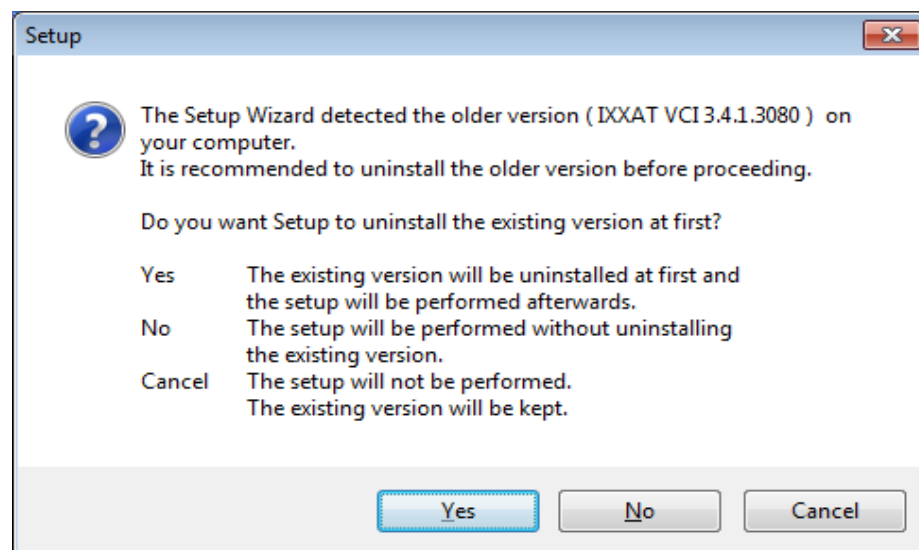 Setup
The Setup Wizard detected the older version ( IXXAT VCI 3.4.1.3080 )  on
your computer.
It is recommended to uninstall the older version before proceeding.
Do you want Setup to uninstall the existing version at first?
Yes The existing version will be uninstalled at first and
the setup will be performed afterwards.
No The setup will be performed without uninstalling
the existing version.
Cancel The setup will not be performed.
The existing version will be kept.
Yes No Cancel